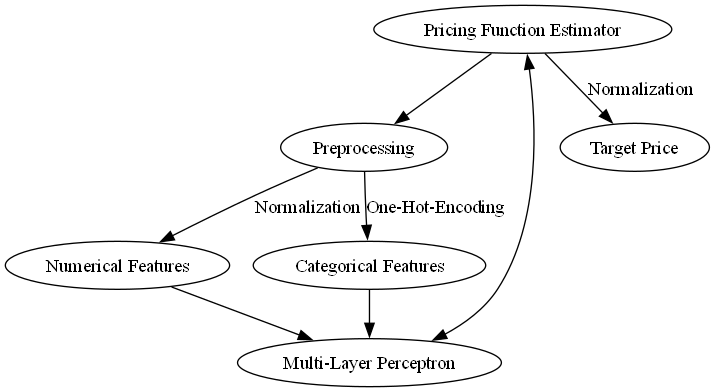 Pricing Function Estimator
Normalization
Preprocessing
Target Price
Normalization
One-Hot-Encoding
Numerical Features
Categorical Features
Multi-Layer Perceptron